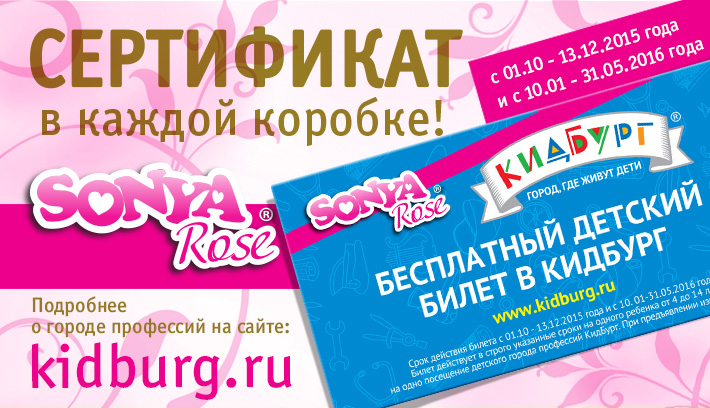 СЕРТИФИКАТ
в каждой коробке!
с 01.10 - 13.12.2015 года
и с 10.01 - 31.05.2016 года
SONYA
Rose ®
Подробнее
о городе профессий на сайте:
kidburg.ru
КИДБУРГ ®
ГОРОД, ГДЕ ЖИВУТ ДЕТИ
SONYA ®
Rose
БЕСПЛАТНЫЙ ДЕТСКИЙ
БИЛЕТ В КИДБУРГ
www.kidburg.ru
Срок действия билета с 01.10 - 13.12.2015 года и с 10. 01-31.05.2016 года
Билет действует в строго указанные сроки на одного ребенка от 4 до 14 л
на одно посещение детского города профессий КидБург. При предъявлении из